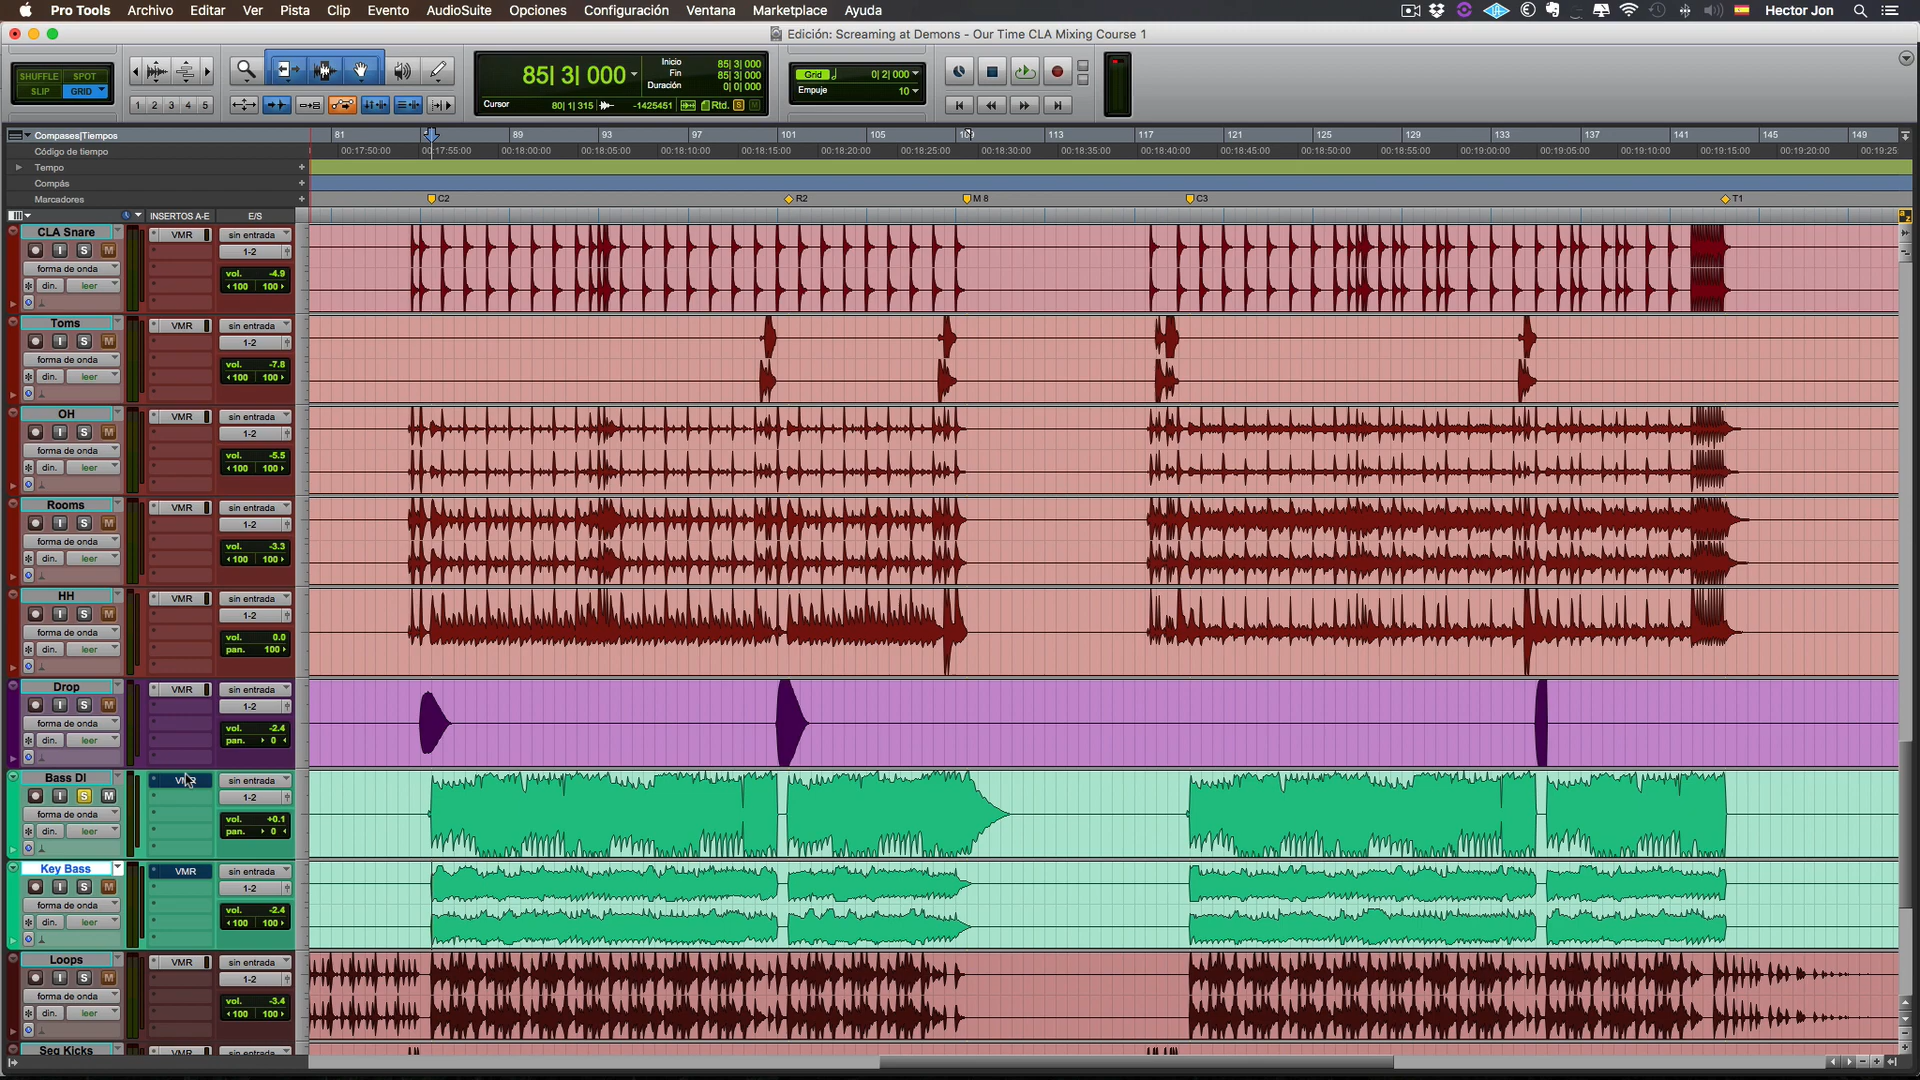 Pro Tools Archivo Editar Ver Pista Clip Evento AudioSuite Opciones Configuración Ventana Marketplace Ayuda Hector Jon
Edición: Screaming at Demons - Our Time CLA Mixing Course 1
SHUFFLE SPOT
SLIP GRID
1 2 3 4 5
85| 3| 000
Inicio 85| 3| 000
Fin 85| 3| 000
Duración 0| 0| 000
Cursor 80| 1| 315 -1425451 Rtd. S M
Grid 0| 2| 000
Empuje 10
Compases|Tiempos
81 89 93 97 101 105 113 117 121 125 129 133 137 141 145 149
Código de tiempo
00:17:50:00 00:17:55:00 00:18:00:00 00:18:05:00 00:18:10:00 00:18:15:00 00:18:20:00 00:18:25:00 00:18:30:00 00:18:35:00 00:18:40:00 00:18:45:00 00:18:50:00 00:18:55:00 00:19:00:00 00:19:05:00 00:19:10:00 00:19:15:00 00:19:20:00 00:19:25
Tempo
Compás
Marcadores
C2 R2 M 8 C3 T1
INSERTOS A-E E/S
CLA Snare VMR sin entrada
I S M 1-2
forma de onda vol. -4.9
din. leer 100 100
Toms VMR sin entrada
I S M 1-2
forma de onda vol. -7.8
din. leer 100 100
OH VMR sin entrada
I S M 1-2
forma de onda vol. -5.5
din. leer 100 100
Rooms VMR sin entrada
I S M 1-2
forma de onda vol. -3.3
din. leer 100 100
HH VMR sin entrada
I S M 1-2
forma de onda vol. 0.0
din. leer pan. 100
Drop VMR sin entrada
I S M 1-2
forma de onda vol. -2.4
din. leer pan. 0
Bass DI VMR sin entrada
I S M 1-2
forma de onda vol. +0.1
din. leer pan. 0
Key Bass VMR sin entrada
I S M 1-2
forma de onda vol. -2.4
din. leer 100 100
Loops VMR sin entrada
I S M 1-2
forma de onda vol. -3.4
din. leer 100 100
Seg Kicks VMR sin entrada